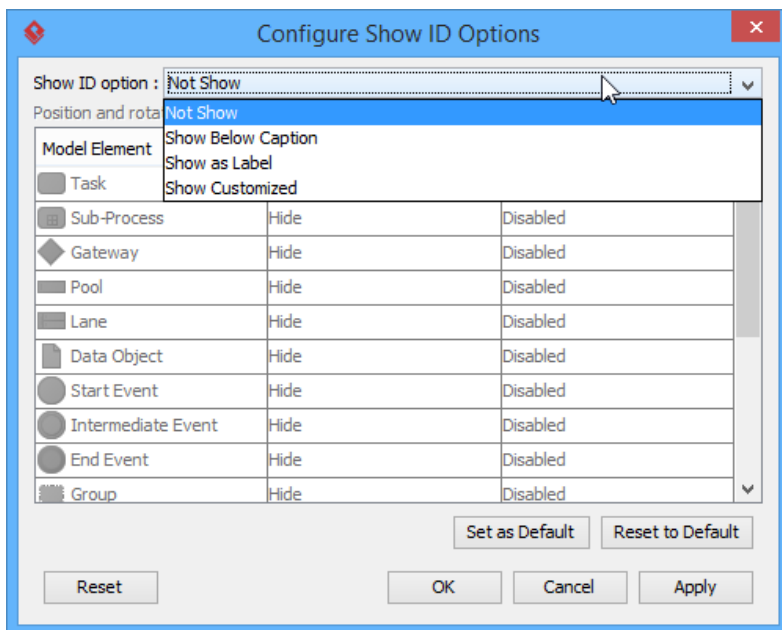 Configure Show ID Options
Show ID option : Not Show
Position and rota
Not Show
Show Below Caption
Show as Label
Show Customized
Model Element
Task
Sub-Process Hide Disabled
Gateway Hide Disabled
Pool Hide Disabled
Lane Hide Disabled
Data Object Hide Disabled
Start Event Hide Disabled
Intermediate Event Hide Disabled
End Event Hide Disabled
Group Hide Disabled
Set as Default Reset to Default
Reset OK Cancel Apply